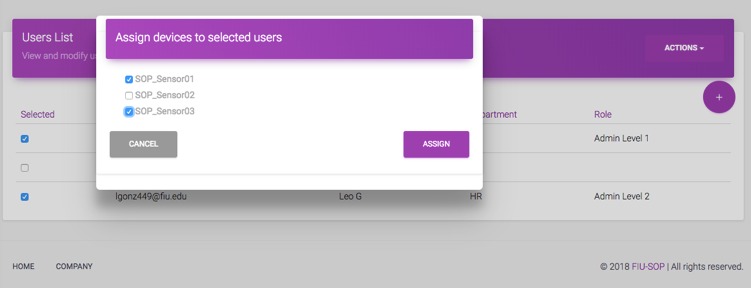 Users List
View and modify u
ACTIONS
Assign devices to selected users
SOP_Sensor01
SOP_Sensor02
SOP_Sensor03
CANCEL
ASSIGN
+
Selected partment Role
Admin Level 1
lgonz449@fiu.edu Leo G HR Admin Level 2
HOME COMPANY © 2018 FIU-SOP | All rights reserved.